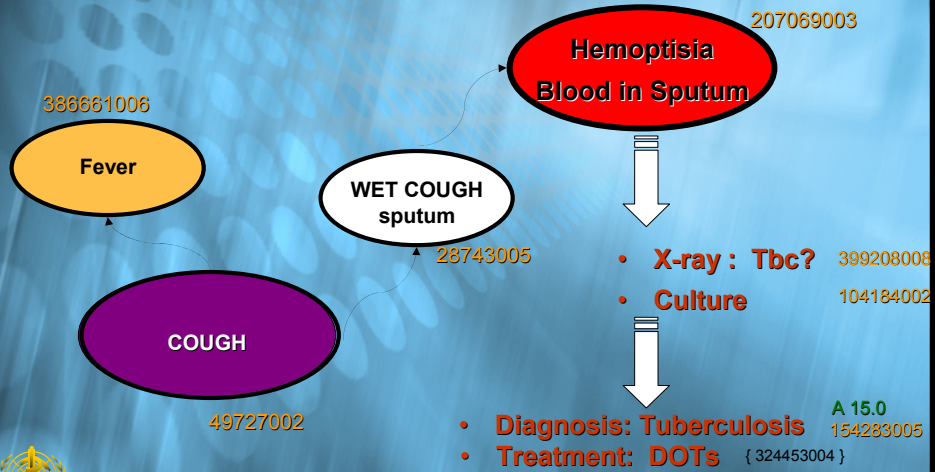 207069003
Hemoptisia
Blood in Sputum
386661006
Fever
WET COUGH
sputum
28743005
COUGH
49727002
• X-ray : Tbc? 399208008
• Culture 104184002
• Diagnosis: Tuberculosis A 15.0
154283005
• Treatment: DOTs { 324453004 }